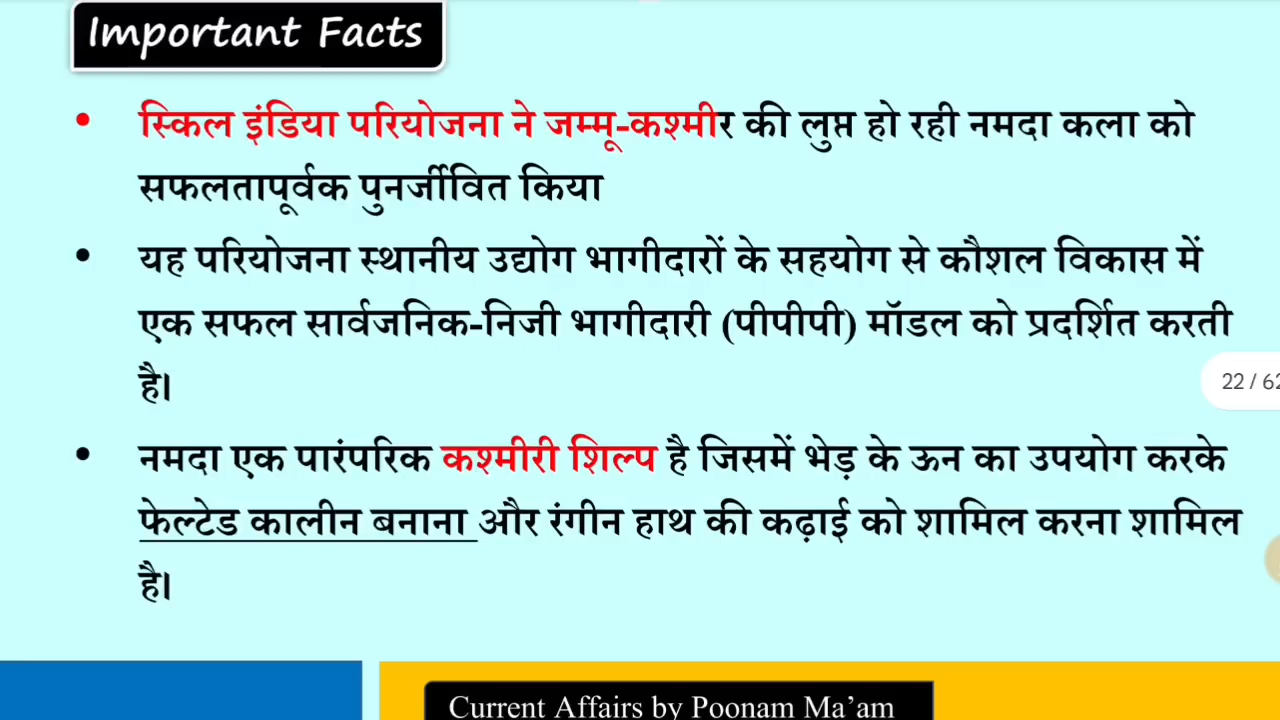 Important Facts
• स्किल इंडिया परियोजना ने जम्मू-कश्मीर की लुप्त हो रही नमदा कला को
सफलतापूर्वक पुनर्जीवित किया
• यह परियोजना स्थानीय उद्योग भागीदारों के सहयोग से कौशल विकास में
एक सफल सार्वजनिक-निजी भागीदारी (पीपीपी) मॉडल को प्रदर्शित करती
है।
22 / 62
• नमदा एक पारंपरिक कश्मीरी शिल्प है जिसमें भेड़ के ऊन का उपयोग करके
फेल्टेड कालीन बनाना और रंगीन हाथ की कढ़ाई को शामिल करना शामिल
है।
Current Affairs by Poonam Ma’am